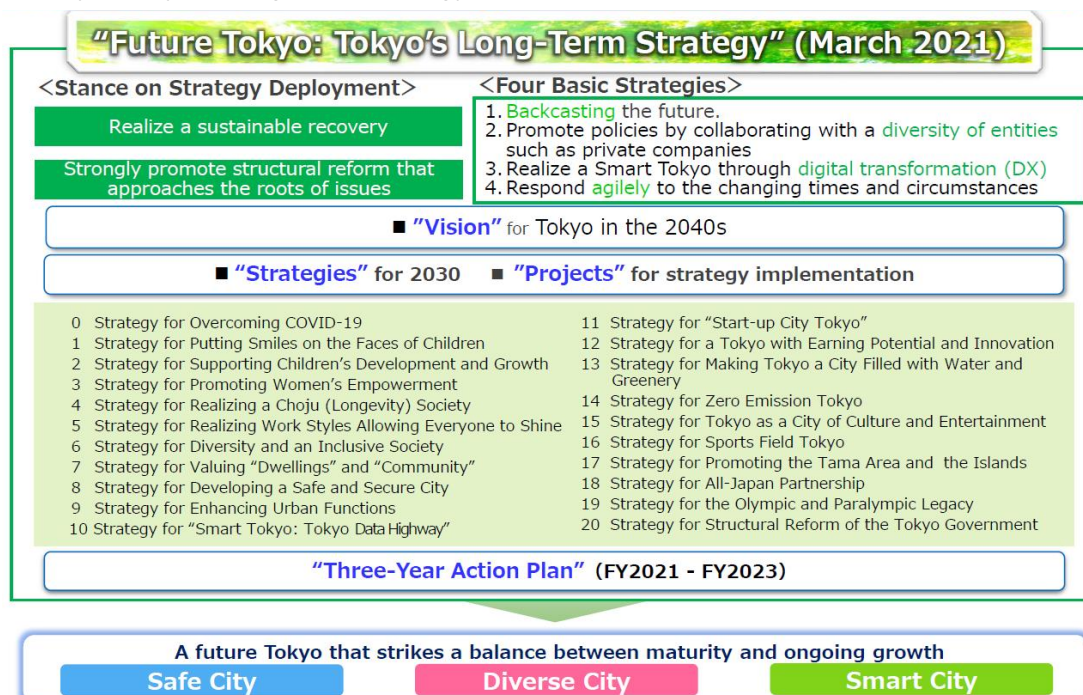 "Future Tokyo: Tokyo's Long-Term Strategy" (March 2021)
<Stance on Strategy Deployment>
Realize a sustainable recovery
Strongly promote structural reform that
approaches the roots of issues
<Four Basic Strategies>
1. Backcasting the future.
2. Promote policies by collaborating with a diversity of entities
such as private companies
3. Realize a Smart Tokyo through digital transformation (DX)
4. Respond agilely to the changing times and circumstances
■ "Vision" for Tokyo in the 2040s
■ "Strategies" for 2030 ■ "Projects" for strategy implementation
0 Strategy for Overcoming COVID-19
1 Strategy for Putting Smiles on the Faces of Children
2 Strategy for Supporting Children's Development and Growth
3 Strategy for Promoting Women's Empowerment
4 Strategy for Realizing a Choju (Longevity) Society
5 Strategy for Realizing Work Styles Allowing Everyone to Shine
6 Strategy for Diversity and an Inclusive Society
7 Strategy for Valuing "Dwellings" and "Community"
8 Strategy for Developing a Safe and Secure City
9 Strategy for Enhancing Urban Functions
10 Strategy for "Smart Tokyo: Tokyo Data Highway"
11 Strategy for "Start-up City Tokyo"
12 Strategy for a Tokyo with Earning Potential and Innovation
13 Strategy for Making Tokyo a City Filled with Water and
Greenery
14 Strategy for Zero Emission Tokyo
15 Strategy for Tokyo as a City of Culture and Entertainment
16 Strategy for Sports Field Tokyo
17 Strategy for Promoting the Tama Area and the Islands
18 Strategy for All-Japan Partnership
19 Strategy for the Olympic and Paralympic Legacy
20 Strategy for Structural Reform of the Tokyo Government
"Three-Year Action Plan" (FY2021 - FY2023)
A future Tokyo that strikes a balance between maturity and ongoing growth
Safe City
Diverse City
Smart City